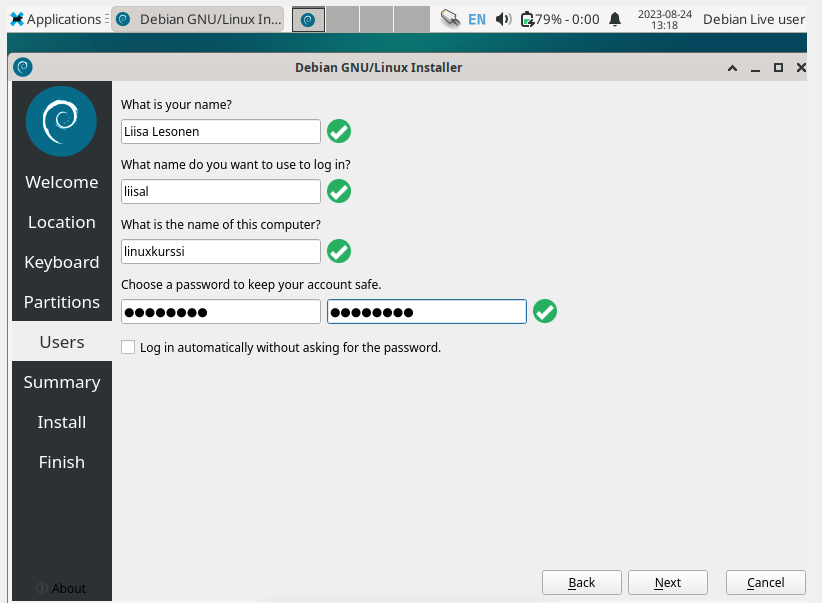 Applications
Debian GNU/Linux In...
EN
79% - 0:00
2023-08-24
13:18
Debian Live user
Debian GNU/Linux Installer
Welcome
Location
Keyboard
Partitions
Users
Summary
Install
Finish
About
What is your name?
Liisa Lesonen
What name do you want to use to log in?
liisal
What is the name of this computer?
linuxkurssi
Choose a password to keep your account safe.
●●●●●●●● ●●●●●●●●
Log in automatically without asking for the password.
Back Next Cancel